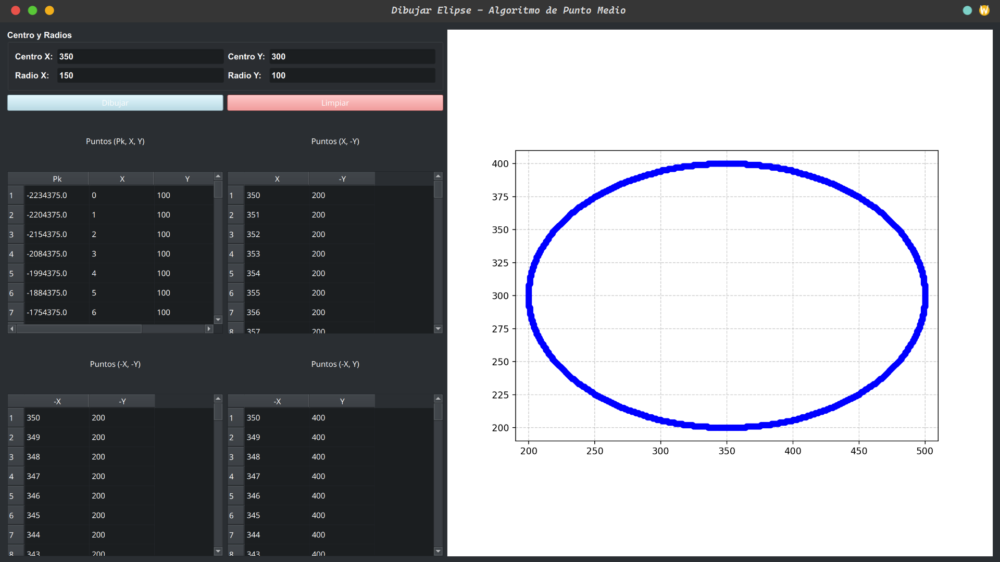 Dibujar Elipse - Algoritmo de Punto Medio
W
Centro y Radios
Centro X: 350 Centro Y: 300
Radio X: 150 Radio Y: 100
Dibujar Limpiar
Puntos (Pk, X, Y)
Pk X Y
1 -2234375.0 0 100
2 -2204375.0 1 100
3 -2154375.0 2 100
4 -2084375.0 3 100
5 -1994375.0 4 100
6 -1884375.0 5 100
7 -1754375.0 6 100
Puntos (X, -Y)
X -Y
1 350 200
2 351 200
3 352 200
4 353 200
5 354 200
6 355 200
7 356 200
8 357 200
Puntos (-X, -Y)
-X -Y
1 350 200
2 349 200
3 348 200
4 347 200
5 346 200
6 345 200
7 344 200
8 343 200
Puntos (-X, Y)
-X Y
1 350 400
2 349 400
3 348 400
4 347 400
5 346 400
6 345 400
7 344 400
8 343 400
400
375
350
325
300
275
250
225
200
200 250 300 350 400 450 500